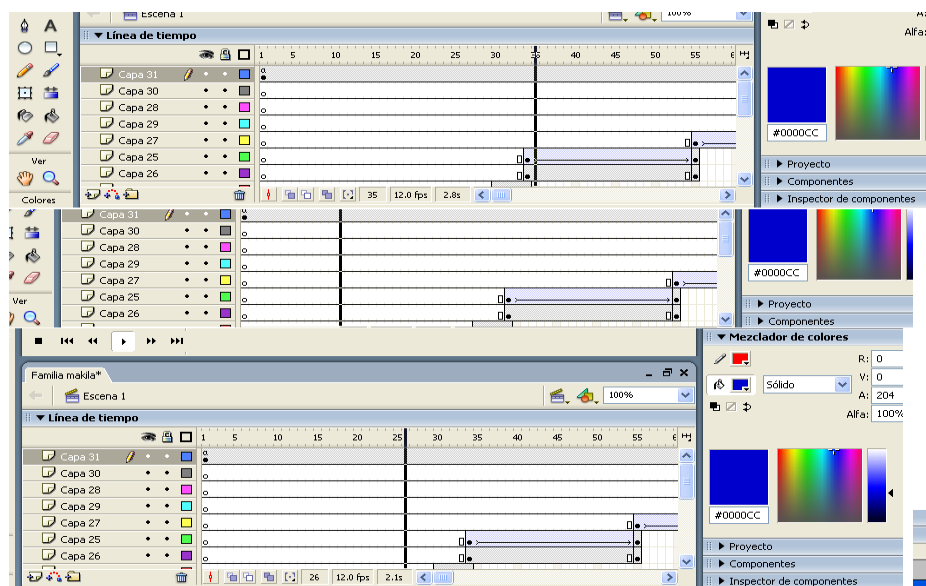 Escena 1
100%
A:
Alfa:
▼ Línea de tiempo
1 5 10 15 20 25 30 35 40 45 50 55 6
Capa 31
Capa 30
Capa 28
Capa 29
Capa 27
Capa 25
Capa 26
35 12.0 fps 2.8s
A
Ver
Colores
#0000CC
Proyecto
Componentes
Inspector de componentes
Capa 31
Capa 30
Capa 28
Capa 29
Capa 27
Capa 25
Capa 26
Ver
#0000CC
Proyecto
Componentes
Familia makila*
Escena 1
100%
▼ Línea de tiempo
1 5 10 15 20 25 30 35 40 45 50 55 6
Capa 31
Capa 30
Capa 28
Capa 29
Capa 27
Capa 25
Capa 26
26 12.0 fps 2.1s
▼ Mezclador de colores
R: 0
Sólido
V: 0
A: 204
Alfa: 100%
#0000CC
Proyecto
Componentes
Inspector de componentes